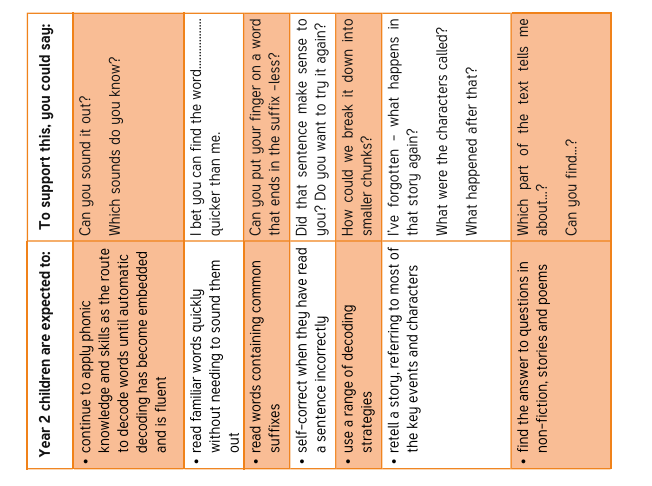 Year 2 children are expected to:
To support this, you could say:
• continue to apply phonic
knowledge and skills as the route
to decode words until automatic
decoding has become embedded
and is fluent
Can you sound it out?
Which sounds do you know?
• read familiar words quickly
without needing to sound them
out
I bet you can find the word...............
quicker than me.
• read words containing common
suffixes
Can you put your finger on a word
that ends in the suffix -less?
• self-correct when they have read
a sentence incorrectly
Did that sentence make sense to
you? Do you want to try it again?
• use a range of decoding
strategies
How could we break it down into
smaller chunks?
• retell a story, referring to most of
the key events and characters
I've forgotten - what happens in
that story again?
What were the characters called?
What happened after that?
• find the answer to questions in
non-fiction, stories and poems
Which part of the text tells me
about...?
Can you find...?